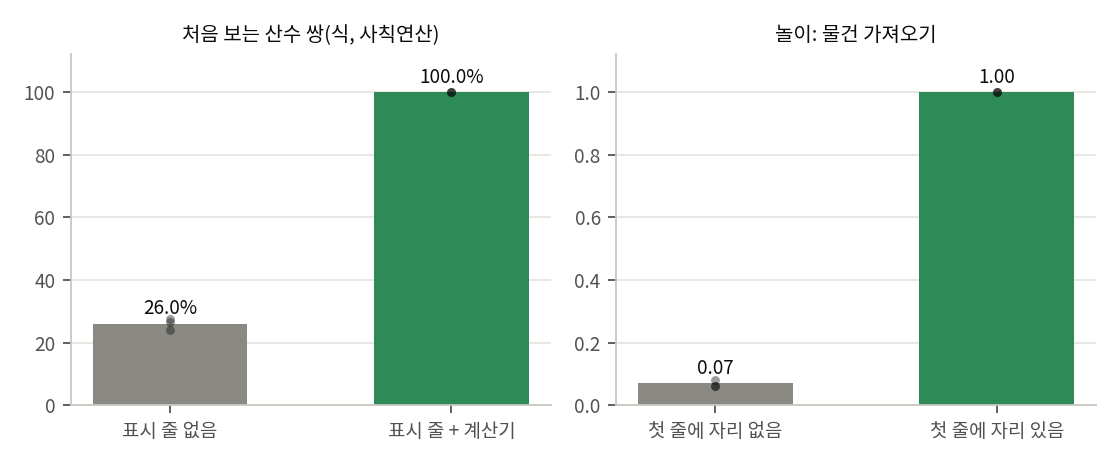 처음 보는 산수 쌍(식, 사칙연산)
100.0%
100
80
60
40
26.0%
20
0
표시 줄 없음
표시 줄 + 계산기
놀이: 물건 가져오기
1.00
1.0
0.8
0.6
0.4
0.2
0.07
0.0
첫 줄에 자리 없음
첫 줄에 자리 있음